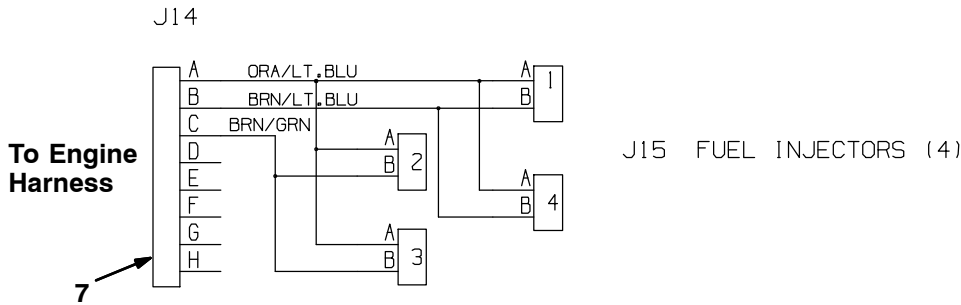 J14
A ORA/LT.BLU A 1
B BRN/LT.BLU B
C BRN/GRN
To Engine Harness
D
E
F
G
H
A 2
B
J15 FUEL INJECTORS (4)
A 4
B
A 3
B
7